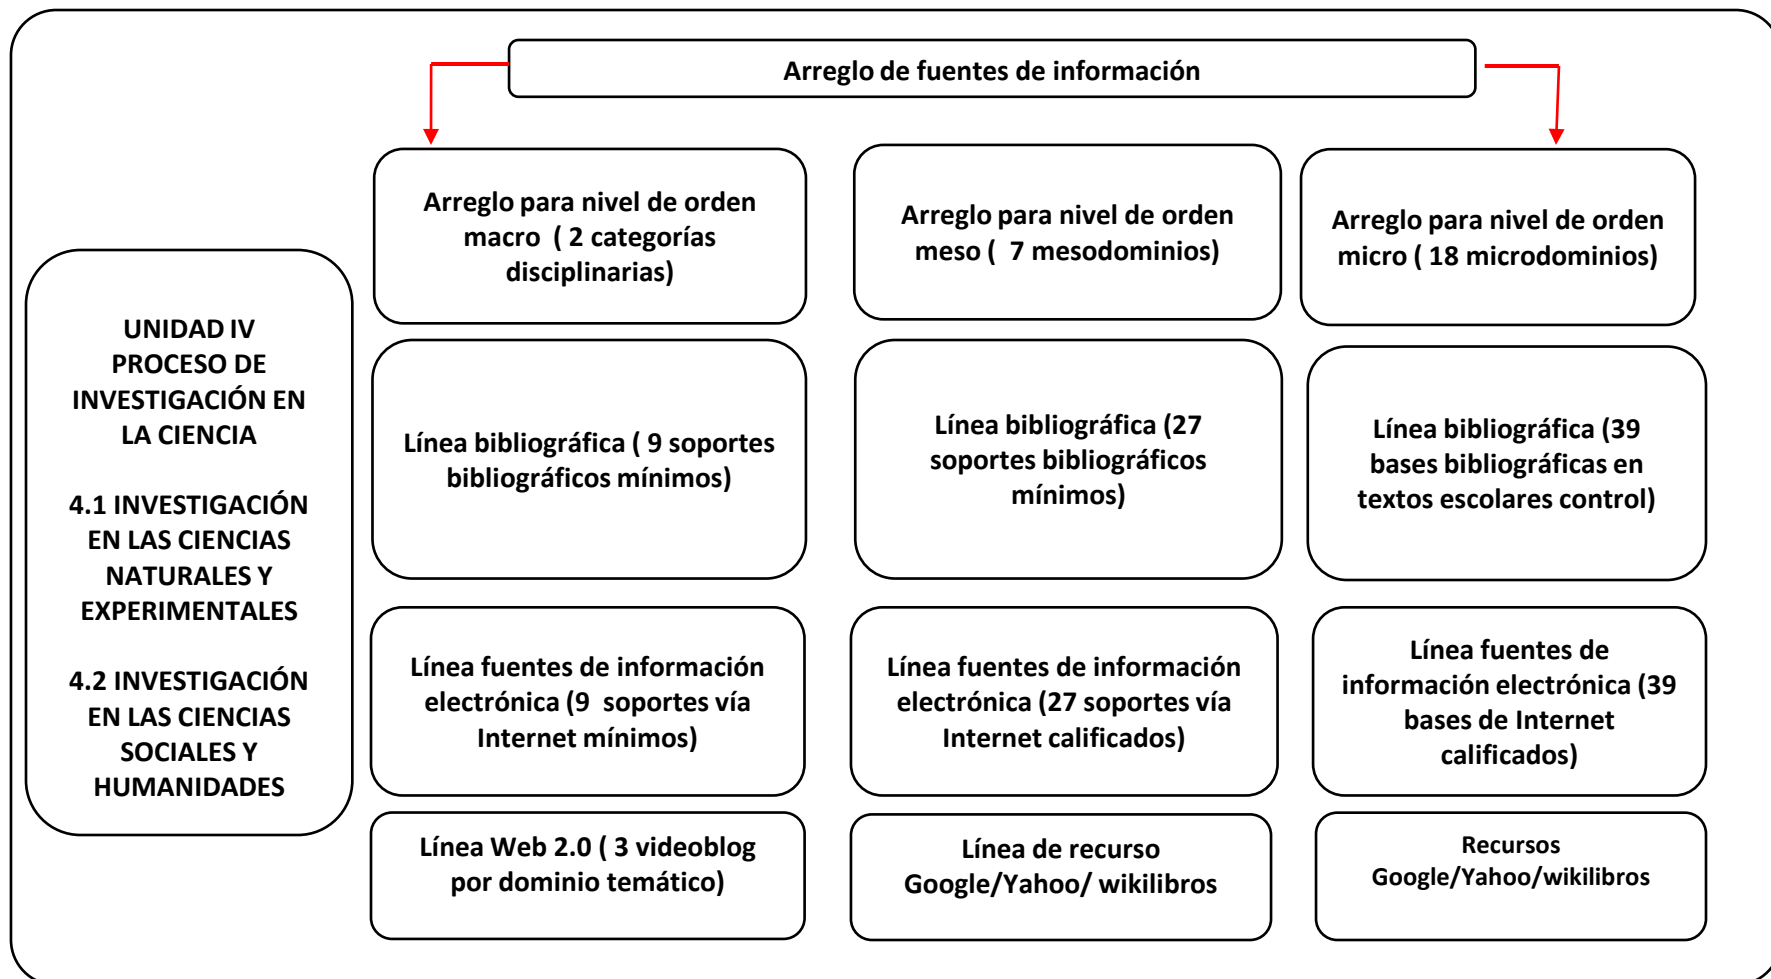 Arreglo de fuentes de información
Arreglo para nivel de orden
macro ( 2 categorías
disciplinarias)
Arreglo para nivel de orden
meso ( 7 mesodominios)
Arreglo para nivel de orden
micro ( 18 microdominios)
UNIDAD IV
PROCESO DE
INVESTIGACIÓN EN
LA CIENCIA
4.1 INVESTIGACIÓN
EN LAS CIENCIAS
NATURALES Y
EXPERIMENTALES
4.2 INVESTIGACIÓN
EN LAS CIENCIAS
SOCIALES Y
HUMANIDADES
Línea bibliográfica ( 9 soportes
bibliográficos mínimos)
Línea bibliográfica (27
soportes bibliográficos
mínimos)
Línea bibliográfica (39
bases bibliográficas en
textos escolares control)
Línea fuentes de información
electrónica (9 soportes vía
Internet mínimos)
Línea fuentes de información
electrónica (27 soportes vía
Internet calificados)
Línea fuentes de
información electrónica (39
bases de Internet
calificados)
Línea Web 2.0 ( 3 videoblog
por dominio temático)
Línea de recurso
Google/Yahoo/ wikilibros
Recursos
Google/Yahoo/wikilibros